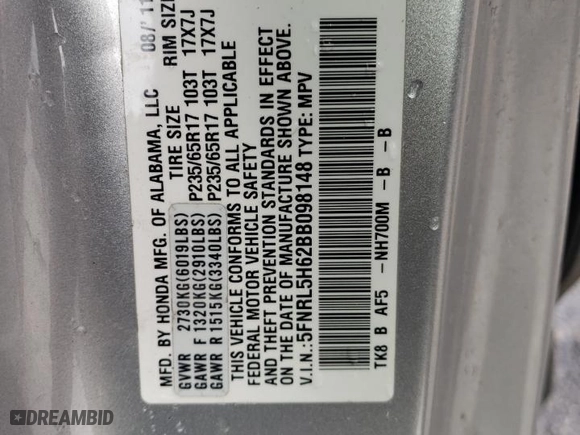 MFD. BY HONDA MFG. OF ALABAMA, LLC 08/ 11
TIRE SIZE RIM SIZE
GVWR 2730KG(6019LBS)
GAWR F 1320KG(2910LBS) P235/65R17 103T 17X7J
GAWR R 1515KG(3340LBS) P235/65R17 103T 17X7J
THIS VEHICLE CONFORMS TO ALL APPLICABLE
FEDERAL MOTOR VEHICLE SAFETY
AND THEFT PREVENTION STANDARDS IN EFFECT
ON THE DATE OF MANUFACTURE SHOWN ABOVE.
V.I.N.: 5FNRL5H62BB098148 TYPE: MPV
TK8 B AF5 - NH700M - B - B
DREAMBID